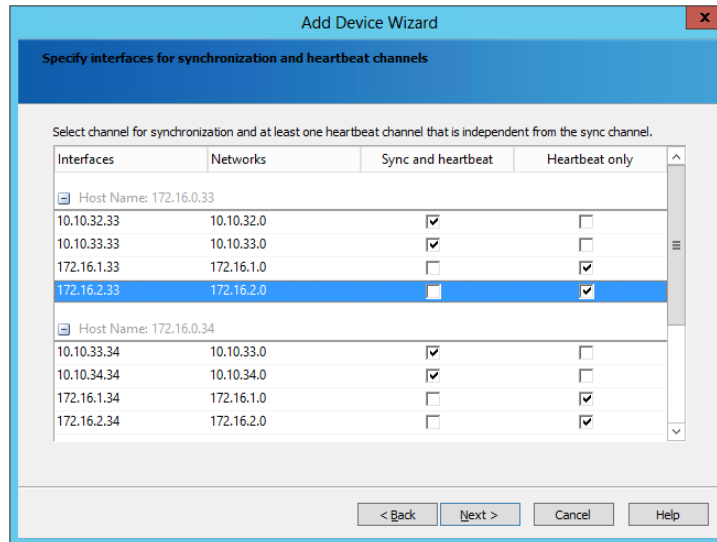 Add Device Wizard
x
Specify interfaces for synchronization and heartbeat channels
Select channel for synchronization and at least one heartbeat channel that is independent from the sync channel.
Interfaces Networks Sync and heartbeat Heartbeat only
Host Name: 172.16.0.33
10.10.32.33 10.10.32.0
10.10.33.33 10.10.33.0
172.16.1.33 172.16.1.0
172.16.2.33 172.16.2.0
Host Name: 172.16.0.34
10.10.33.34 10.10.33.0
10.10.34.34 10.10.34.0
172.16.1.34 172.16.1.0
172.16.2.34 172.16.2.0
< Back Next > Cancel Help